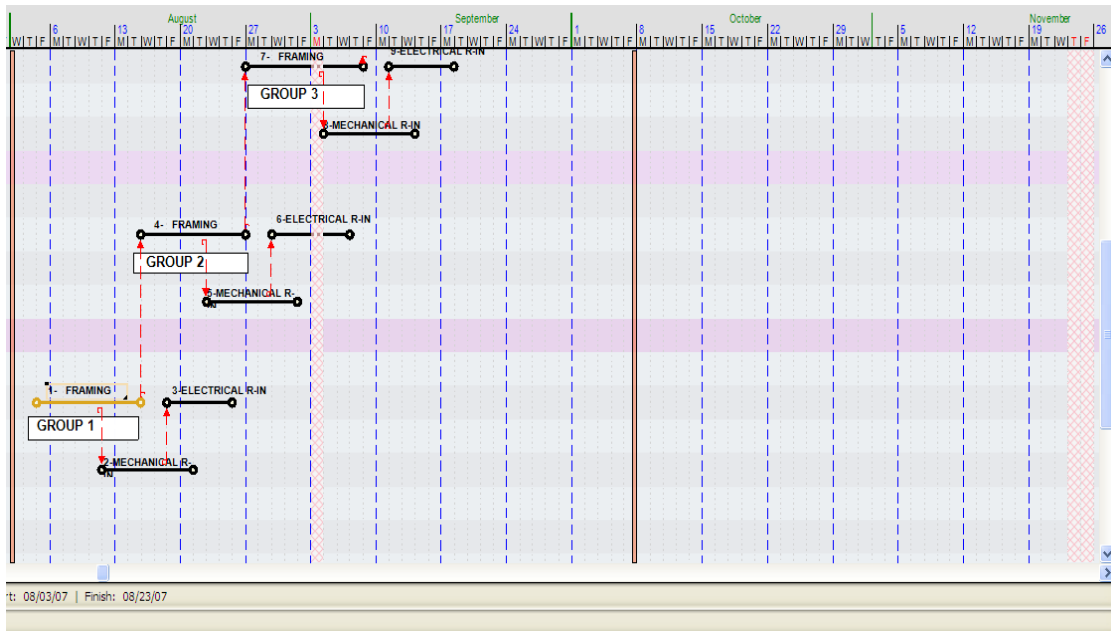 August September October November
6 13 20 27 3 10 17 24 1 8 15 22 29 5 12 19 26
W T F M T W T F M T W T F M T W T F M T W T F M T W T F M T W T F M T W T F M T W T F M T W T F M T W T F M T W T F M T W T F M T W T F M T W T F M T W T F M T W T F
7- FRAMING 9-ELECTRICAL R-IN
GROUP 3
8-MECHANICAL R-IN
4- FRAMING 6-ELECTRICAL R-IN
GROUP 2
5-MECHANICAL R-
IN
1- FRAMING 3-ELECTRICAL R-IN
GROUP 1
2-MECHANICAL R-
IN
rt: 08/03/07 | Finish: 08/23/07